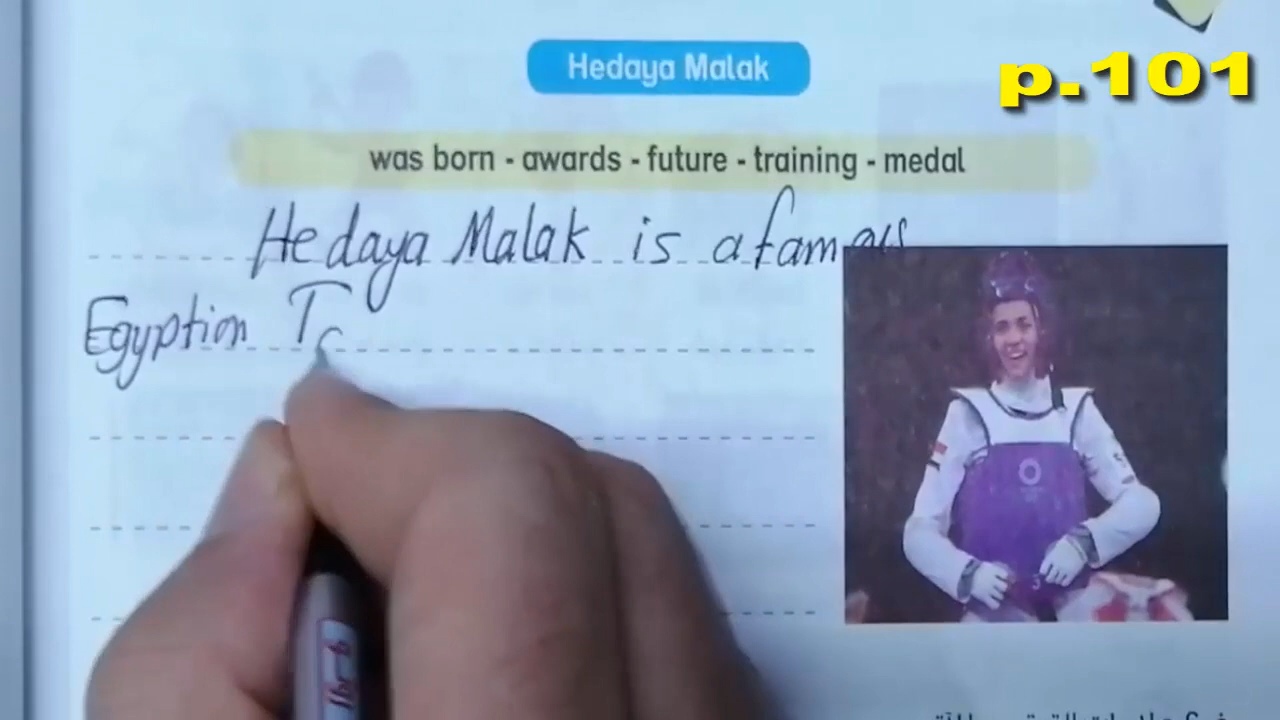 Hedaya Malak
p.101
was born - awards - future - training - medal
Hedaya Malak is a famous
Egyption T